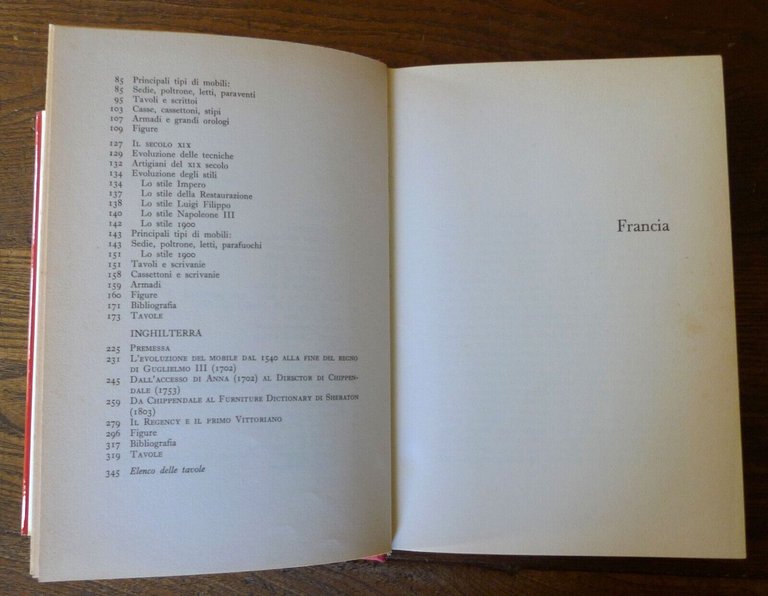 85 Principali tipi di mobili:
85 Sedie, poltrone, letti, paraventi
95 Tavoli e scrittoi
103 Casse, cassettoni, stipi
107 Armadi e grandi orologi
109 Figure
127 Il secolo XIX
129 Evoluzione delle tecniche
132 Artigiani del XIX secolo
134 Evoluzione degli stili
134 Lo stile Impero
137 Lo stile della Restaurazione
138 Lo stile Luigi Filippo
140 Lo stile Napoleone III
142 Lo stile 1900
143 Principali tipi di mobili:
143 Sedie, poltrone, letti, parafuochi
151 Lo stile 1900
151 Tavoli e scrivanie
158 Cassettoni e scrivanie
159 Armadi
160 Figure
171 Bibliografia
173 Tavole
INGHILTERRA
225 Premessa
231 L'evoluzione del mobile dal 1540 alla fine del regno
di Guglielmo III (1702)
245 Dall'accesso di Anna (1702) al Director di Chippen-
dale (1753)
259 Da Chippendale al Furniture Dictionary di Sheraton
(1803)
279 Il Regency e il primo Vittoriano
296 Figure
317 Bibliografia
319 Tavole
345 Elenco delle tavole
Francia